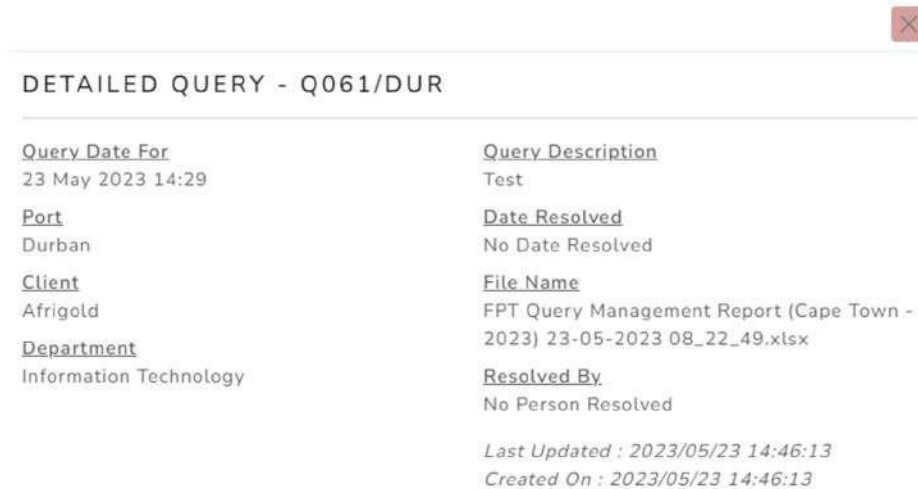 DETAILED QUERY - Q061/DUR
Query Date For
23 May 2023 14:29
Port
Durban
Client
Afrigold
Department
Information Technology
Query Description
Test
Date Resolved
No Date Resolved
File Name
FPT Query Management Report (Cape Town -
2023) 23-05-2023 08_22_49.xlsx
Resolved By
No Person Resolved
Last Updated : 2023/05/23 14:46:13
Created On : 2023/05/23 14:46:13